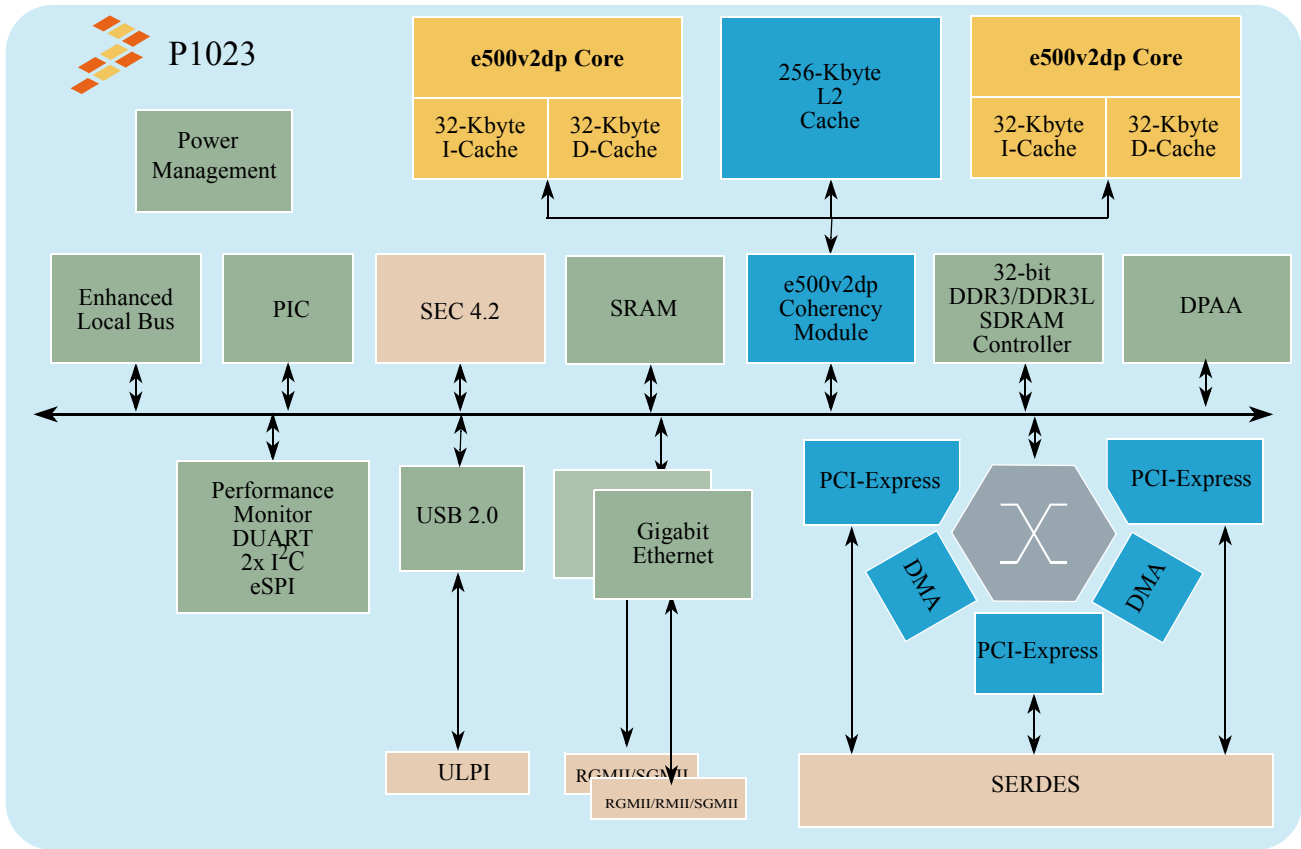 P1023
e500v2dp Core
32-Kbyte
I-Cache
32-Kbyte
D-Cache
256-Kbyte
L2
Cache
e500v2dp Core
32-Kbyte
I-Cache
32-Kbyte
D-Cache
Power
Management
Enhanced
Local Bus
PIC
SEC 4.2
SRAM
e500v2dp
Coherency
Module
32-bit
DDR3/DDR3L
SDRAM
Controller
DPAA
Performance
Monitor
DUART
2x I²C
eSPI
USB 2.0
Gigabit
Ethernet
PCI-Express
PCI-Express
DMA
DMA
PCI-Express
ULPI
RGMII/SGMII
RGMII/RMII/SGMII
SERDES